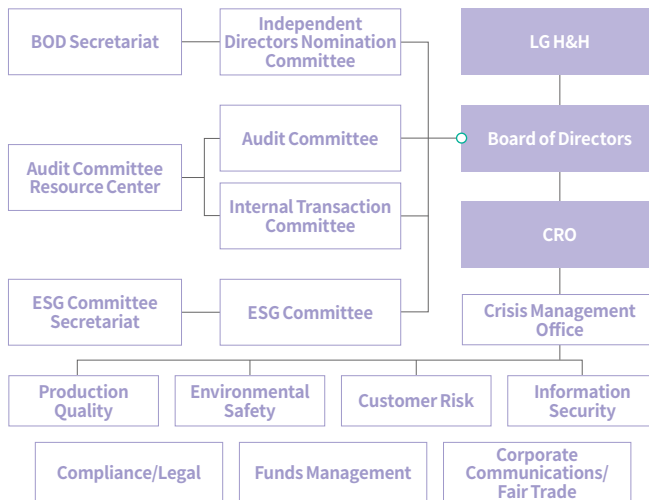 BOD Secretariat
Independent
Directors Nomination
Committee
LG H&H
Audit Committee
Board of Directors
Audit Committee
Resource Center
Internal Transaction
Committee
CRO
ESG Committee
Secretariat
ESG Committee
Crisis Management
Office
Production
Quality
Environmental
Safety
Customer Risk
Information
Security
Compliance/Legal
Funds Management
Corporate
Communications/
Fair Trade